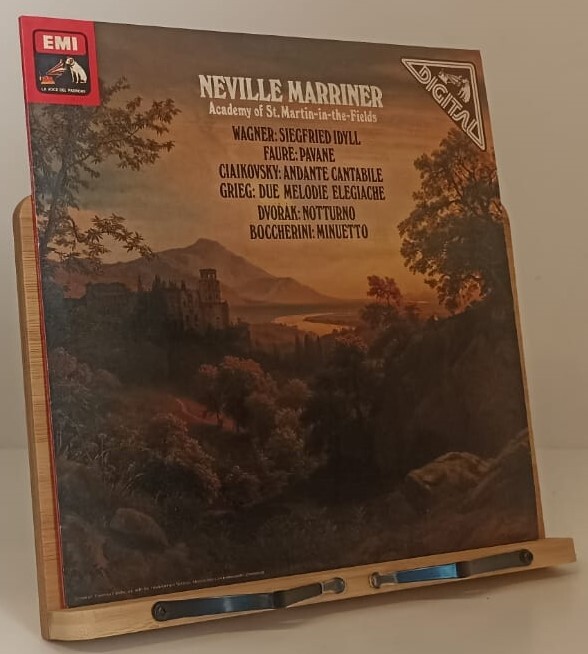 EMI
LA VOCE DEL PADRONE
DIGITAL
NEVILLE MARRINER
Academy of St. Martin-in-the-Fields
WAGNER: SIEGFRIED IDYLL
FAURE: PAVANE
CIAIKOVSKY: ANDANTE CANTABILE
GRIEG: DUE MELODIE ELEGIACHE
DVORAK: NOTTURNO
BOCCHERINI: MINUETTO